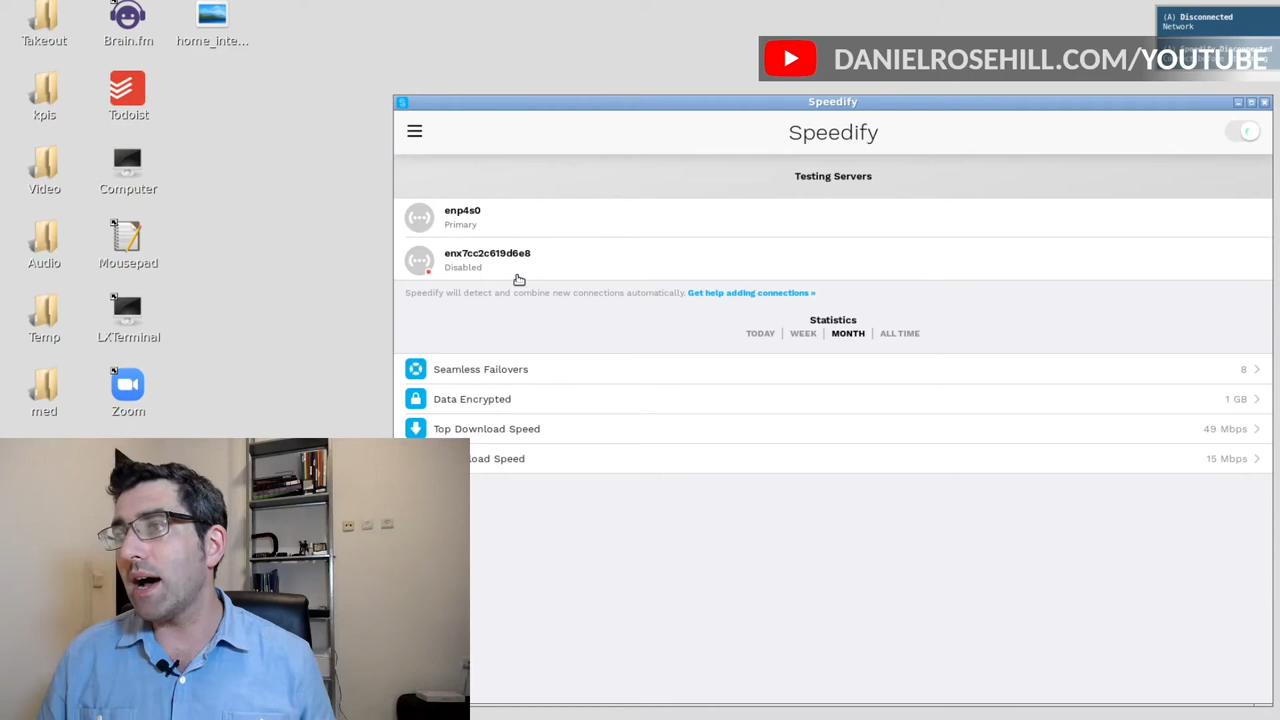 Takeout
Brain.fm
home_inte...
(A) Disconnected
Network
DANIELROSEHILL.COM/YOUTUBE
kpis
Todoist
Speedify
Speedify
Testing Servers
Video
Computer
enp4s0
Primary
enx7cc2c619d6e8
Disabled
Audio
Mousepad
Speedify will detect and combine new connections automatically. Get help adding connections »
Statistics
TODAY | WEEK | MONTH | ALL TIME
Temp
LXTerminal
Seamless Failovers 8
Data Encrypted 1 GB
med
Zoom
Top Download Speed 49 Mbps
load Speed 15 Mbps